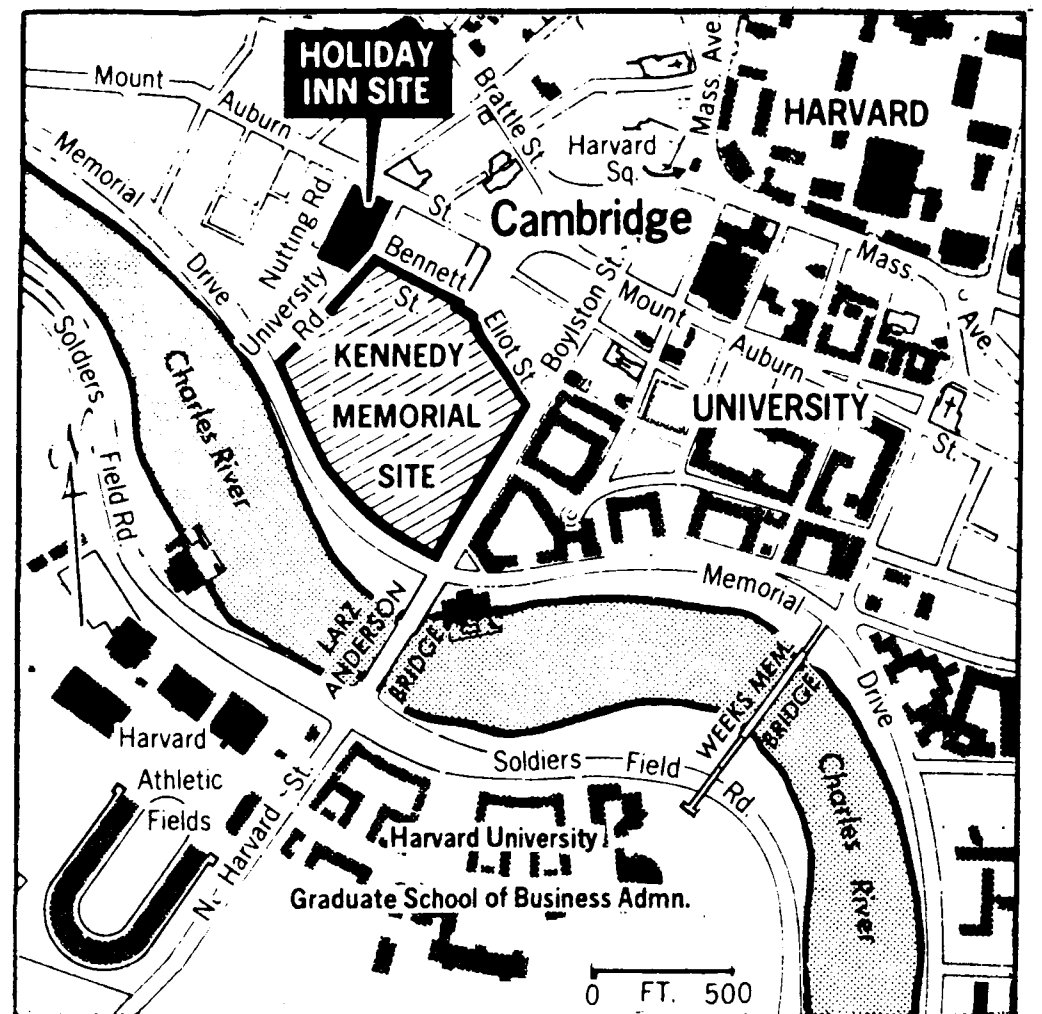 HOLIDAY
INN SITE
Mount
Auburn
St.
Brattle St.
Mass Ave.
HARVARD
Harvard
Sq.
Cambridge
Memorial
Drive
Nutting Rd
University
Rd
Bennett
St
Eliot St
Boylston St.
Mount
Auburn
St.
Mass.
Ave.
KENNEDY
MEMORIAL
SITE
UNIVERSITY
Soldiers
Field Rd
Charles River
LARZ
ANDERSON
BRIDGE
Memorial
Drive
WEEKS MEM.
BRIDGE
Harvard
Athletic
Fields
N. Harvard St.
Soldiers Field Rd.
Charles River
Harvard University
Graduate School of Business Admn.
0 FT. 500